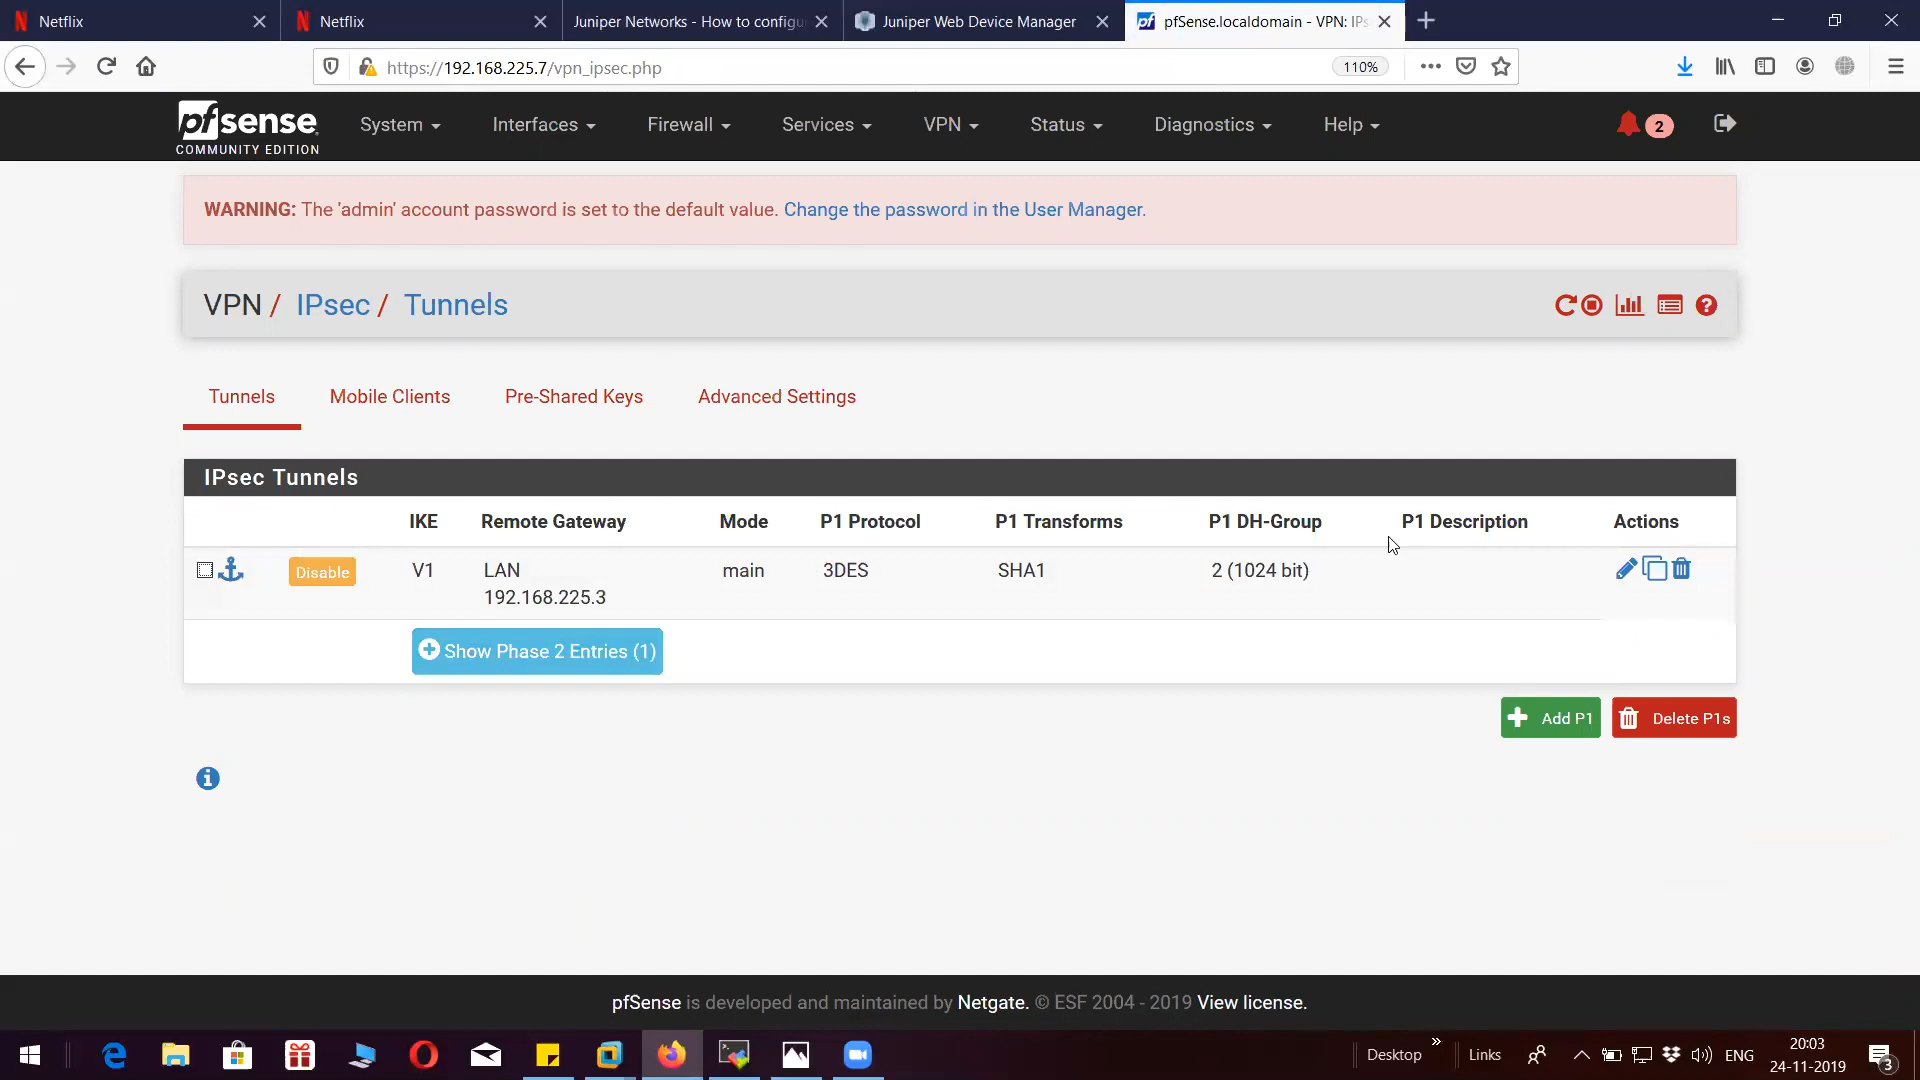 Netflix
Netflix
Juniper Networks - How to configu
Juniper Web Device Manager
pfSense.localdomain - VPN: IPs
https://192.168.225.7/vpn_ipsec.php
110%
pfsense
COMMUNITY EDITION
System
Interfaces
Firewall
Services
VPN
Status
Diagnostics
Help
2
WARNING: The 'admin' account password is set to the default value. Change the password in the User Manager.
VPN / IPsec / Tunnels
Tunnels
Mobile Clients
Pre-Shared Keys
Advanced Settings
IPsec Tunnels
IKE Remote Gateway Mode P1 Protocol P1 Transforms P1 DH-Group P1 Description Actions
Disable V1 LAN main 3DES SHA1 2 (1024 bit)
192.168.225.3
Show Phase 2 Entries (1)
Add P1
Delete P1s
pfSense is developed and maintained by Netgate. © ESF 2004 - 2019 View license.
Desktop
Links
ENG
20:03
24-11-2019
3